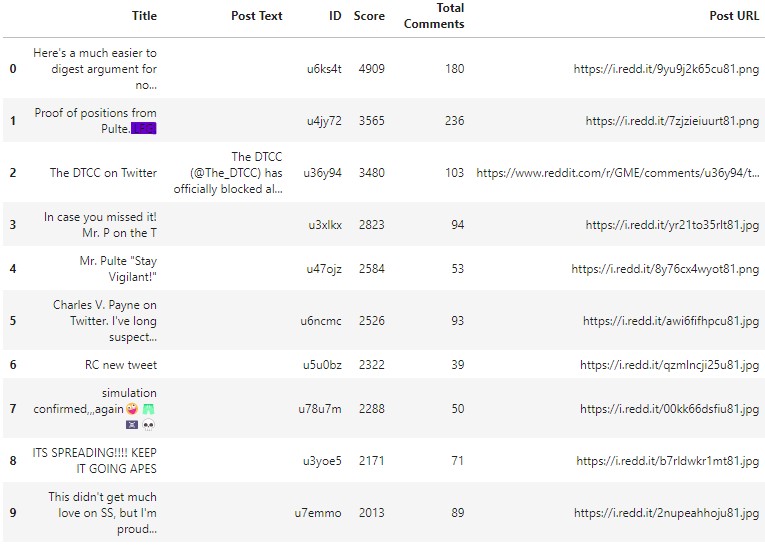 Title Post Text ID Score Total Comments Post URL
0 Here's a much easier to digest argument for no... u6ks4t 4909 180 https://i.redd.it/9yu9j2k65cu81.png
1 Proof of positions from Pulte. u4jy72 3565 236 https://i.redd.it/7zjzieiuurt81.png
2 The DTCC on Twitter The DTCC (@The_DTCC) has officially blocked al... u36y94 3480 103 https://www.reddit.com/r/GME/comments/u36y94/t...
3 In case you missed it! Mr. P on the T u3xlkx 2823 94 https://i.redd.it/yr21to35rlt81.jpg
4 Mr. Pulte "Stay Vigilant!" u47ojz 2584 53 https://i.redd.it/8y76cx4wyot81.png
5 Charles V. Payne on Twitter. I've long suspect... u6ncmc 2526 93 https://i.redd.it/awi6fifhpcu81.jpg
6 RC new tweet u5u0bz 2322 39 https://i.redd.it/qzmlncji25u81.jpg
7 simulation confirmed,,,again🤪🩳🏴‍☠️💀 u78u7m 2288 50 https://i.redd.it/00kk66dsfiu81.jpg
8 ITS SPREADING!!!! KEEP IT GOING APES u3yoe5 2171 71 https://i.redd.it/b7rldwkr1mt81.jpg
9 This didn't get much love on SS, but I'm proud... u7emmo 2013 89 https://i.redd.it/2nupeahhoju81.jpg